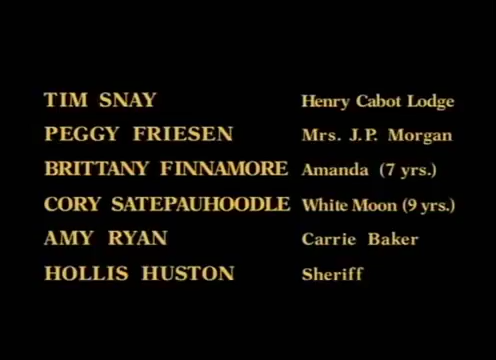 TIM SNAY Henry Cabot Lodge
PEGGY FRIESEN Mrs. J.P. Morgan
BRITTANY FINNAMORE Amanda (7 yrs.)
CORY SATEPAUHOODLE White Moon (9 yrs.)
AMY RYAN Carrie Baker
HOLLIS HUSTON Sheriff